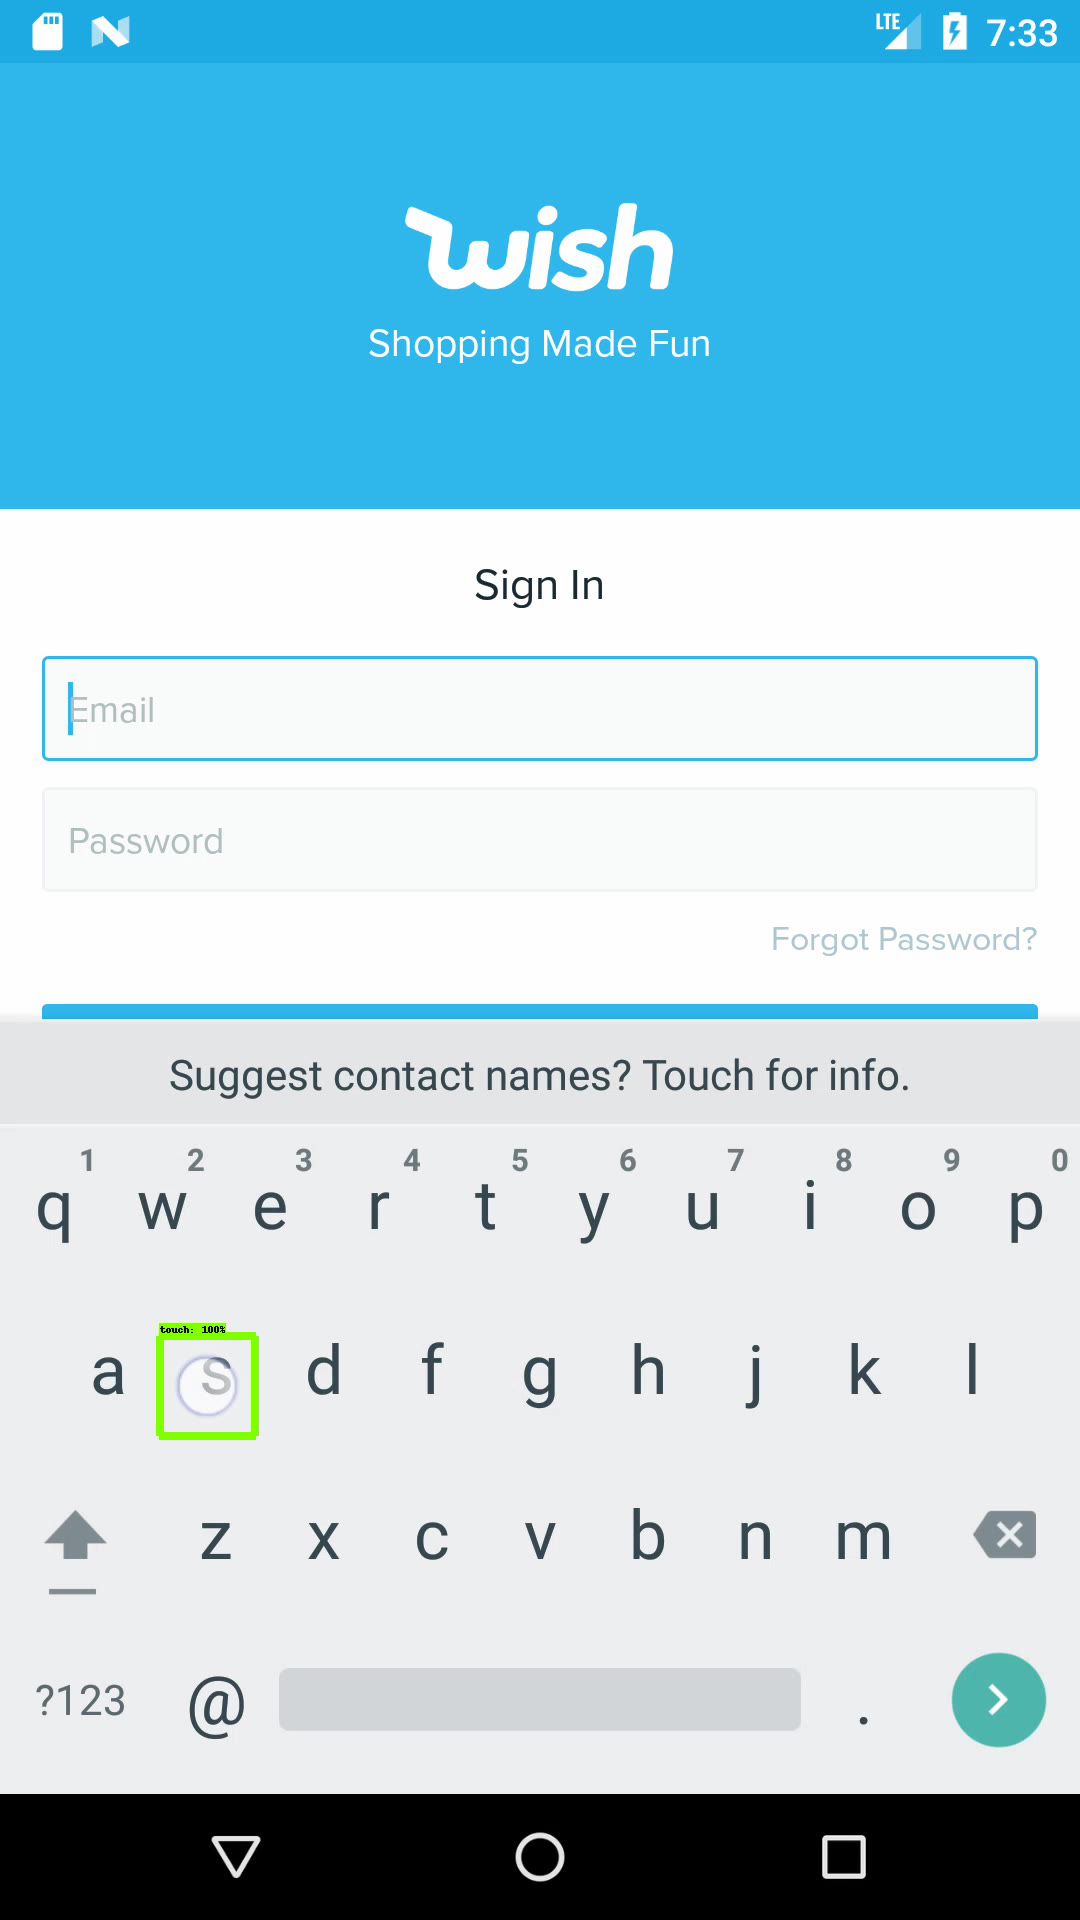 LTE 7:33
wish
Shopping Made Fun
Sign In
Email
Password
Forgot Password?
Suggest contact names? Touch for info.
1 2 3 4 5 6 7 8 9 0
q w e r t y u i o p
touch: 100%
a s d f g h j k l
z x c v b n m
?123 @ .